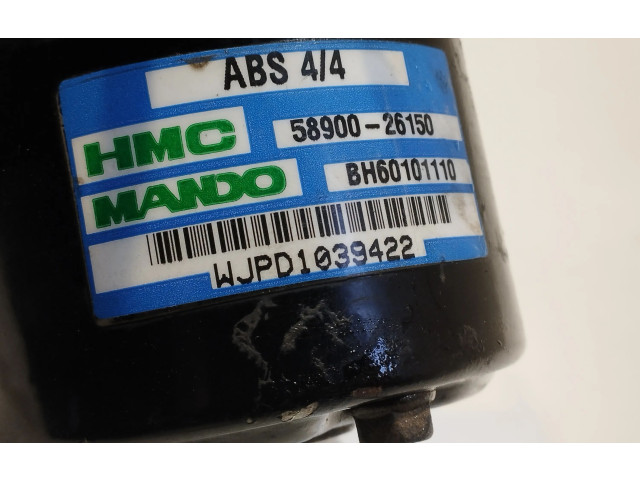 ABS 4/4
HMC 58900-26150
MANDO BH60101110
WJPD1039422